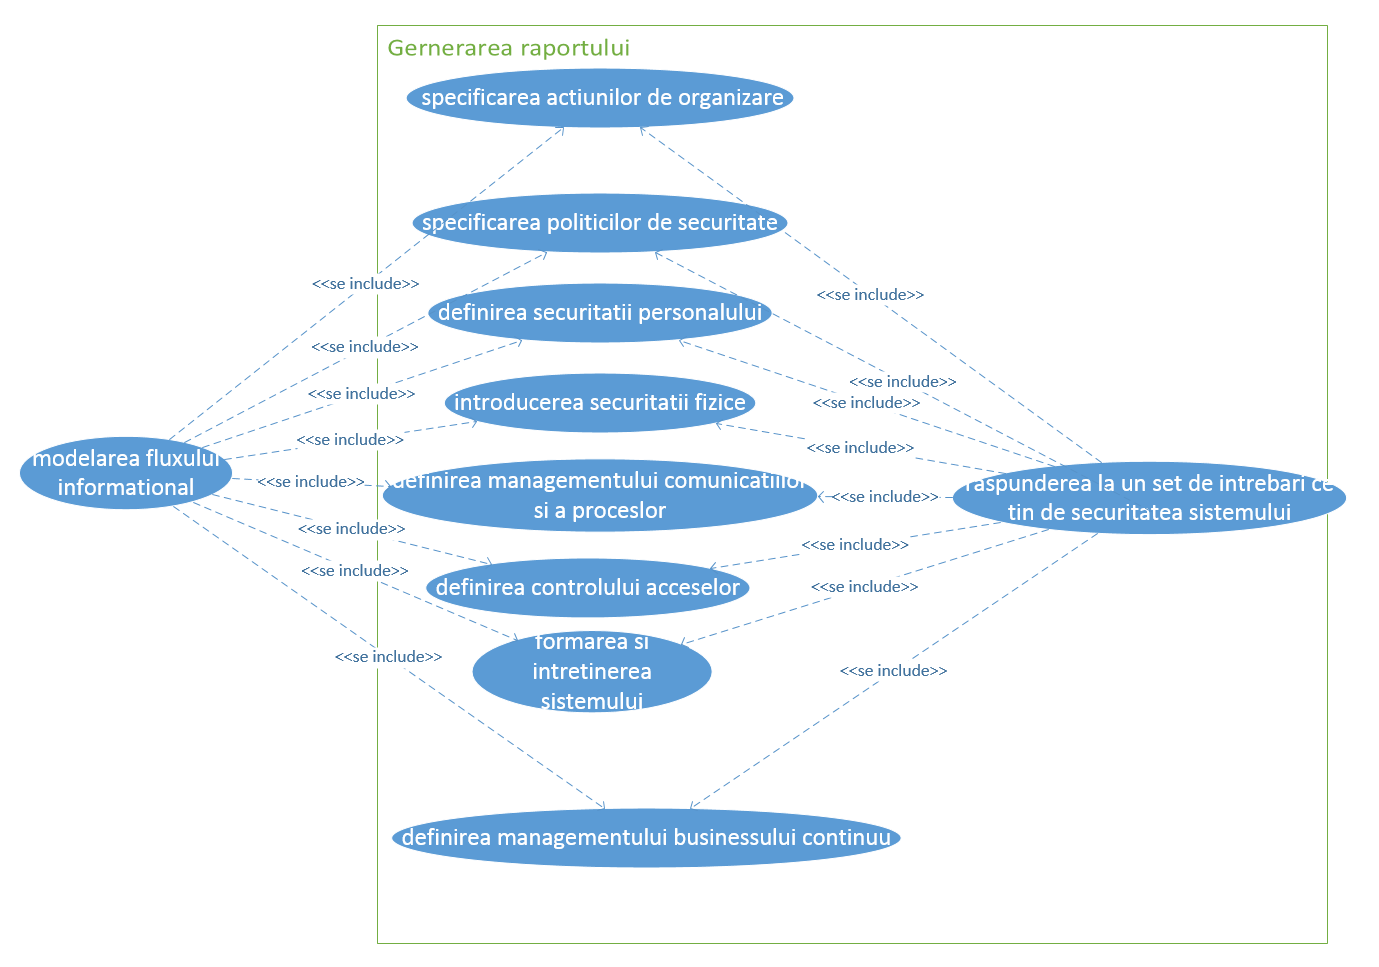 Gernerarea raportului
specificarea actiunilor de organizare
specificarea politicilor de securitate
<<se include>>
<<se include>>
definirea securitatii personalului
<<se include>>
<<se include>>
<<se include>>
<<se include>>
introducerea securitatii fizice
<<se include>>
<<se include>>
modelarea fluxului
informational
<<se include>>
definirea managementului comunicatiilor
si a proceslor
<<se include>>
raspunderea la un set de intrebari ce
tin de securitatea sistemului
<<se include>>
<<se include>>
<<se include>>
definirea controlului acceselor
<<se include>>
formarea si
intretinerea
sistemului
<<se include>>
<<se include>>
definirea managementului businessului continuu